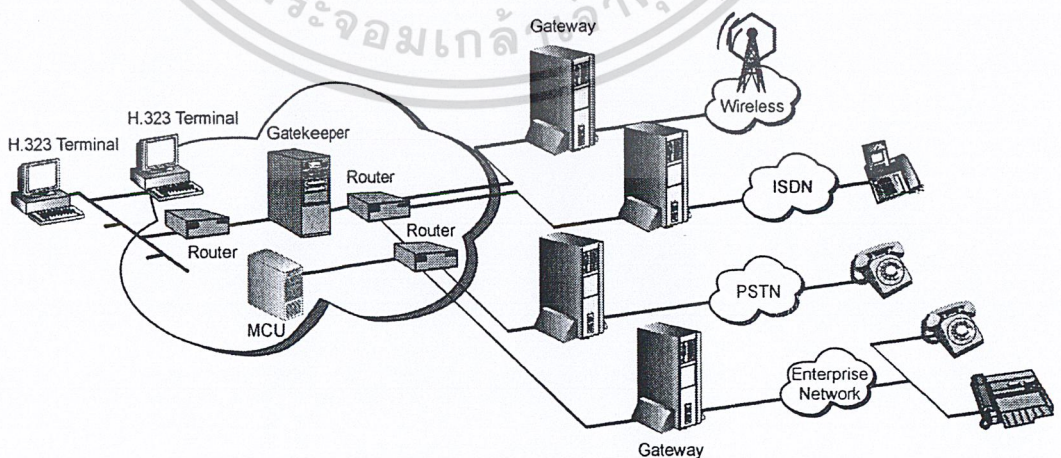 Gateway
Wireless
H.323 Terminal
H.323 Terminal
Gatekeeper
Router
ISDN
Router
Router
MCU
PSTN
Enterprise
Network
Gateway